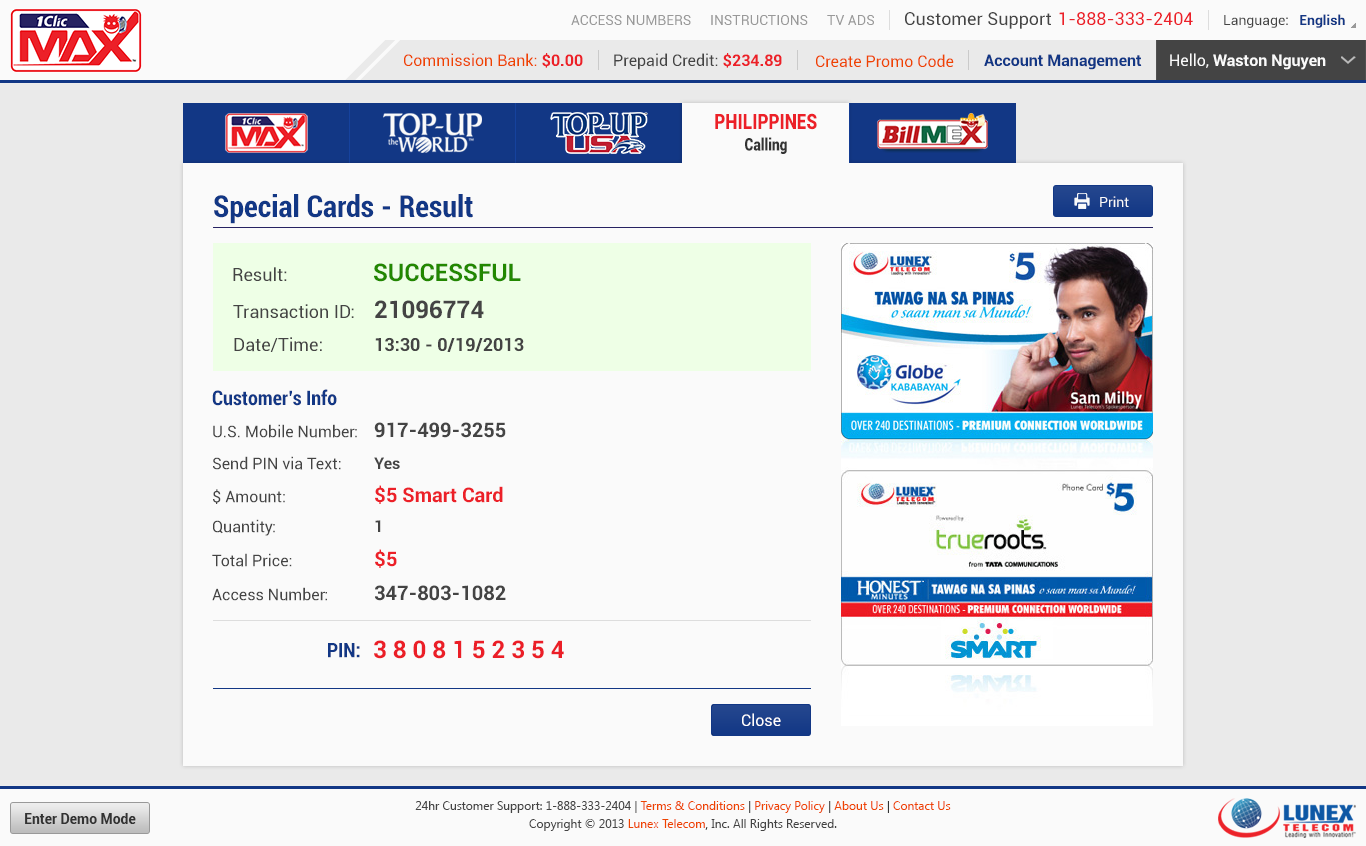 1Clic
MAX
ACCESS NUMBERS INSTRUCTIONS TV ADS Customer Support 1-888-333-2404 Language: English
Commission Bank: $0.00 Prepaid Credit: $234.89 Create Promo Code Account Management Hello, Waston Nguyen
1Clic
MAX
TOP-UP
the WORLD
TOP-UP
USA
PHILIPPINES
Calling
BillMEX
Special Cards - Result
Print
Result: SUCCESSFUL
Transaction ID: 21096774
Date/Time: 13:30 - 0/19/2013
Customer's Info
U.S. Mobile Number: 917-499-3255
Send PIN via Text: Yes
$ Amount: $5 Smart Card
Quantity: 1
Total Price: $5
Access Number: 347-803-1082
PIN: 3 8 0 8 1 5 2 3 5 4
Close
LUNEX
TELECOM
Leading with Innovation!
$5
TAWAG NA SA PINAS
o saan man sa Mundo!
Globe
KABABAYAN
Sam Milby
Lunex Telecom's Spokesperson
OVER 240 DESTINATIONS - PREMIUM CONNECTION WORLDWIDE
LUNEX
TELECOM
Leading with Innovation!
Phone Card $5
Powered by
trueroots
from TATA COMMUNICATIONS
HONEST
MINUTES
TAWAG NA SA PINAS o saan man sa Mundo!
OVER 240 DESTINATIONS - PREMIUM CONNECTION WORLDWIDE
SMART
Enter Demo Mode
24hr Customer Support: 1-888-333-2404 | Terms & Conditions | Privacy Policy | About Us | Contact Us
Copyright © 2013 Lunex Telecom, Inc. All Rights Reserved.
LUNEX
TELECOM
Leading with Innovation!